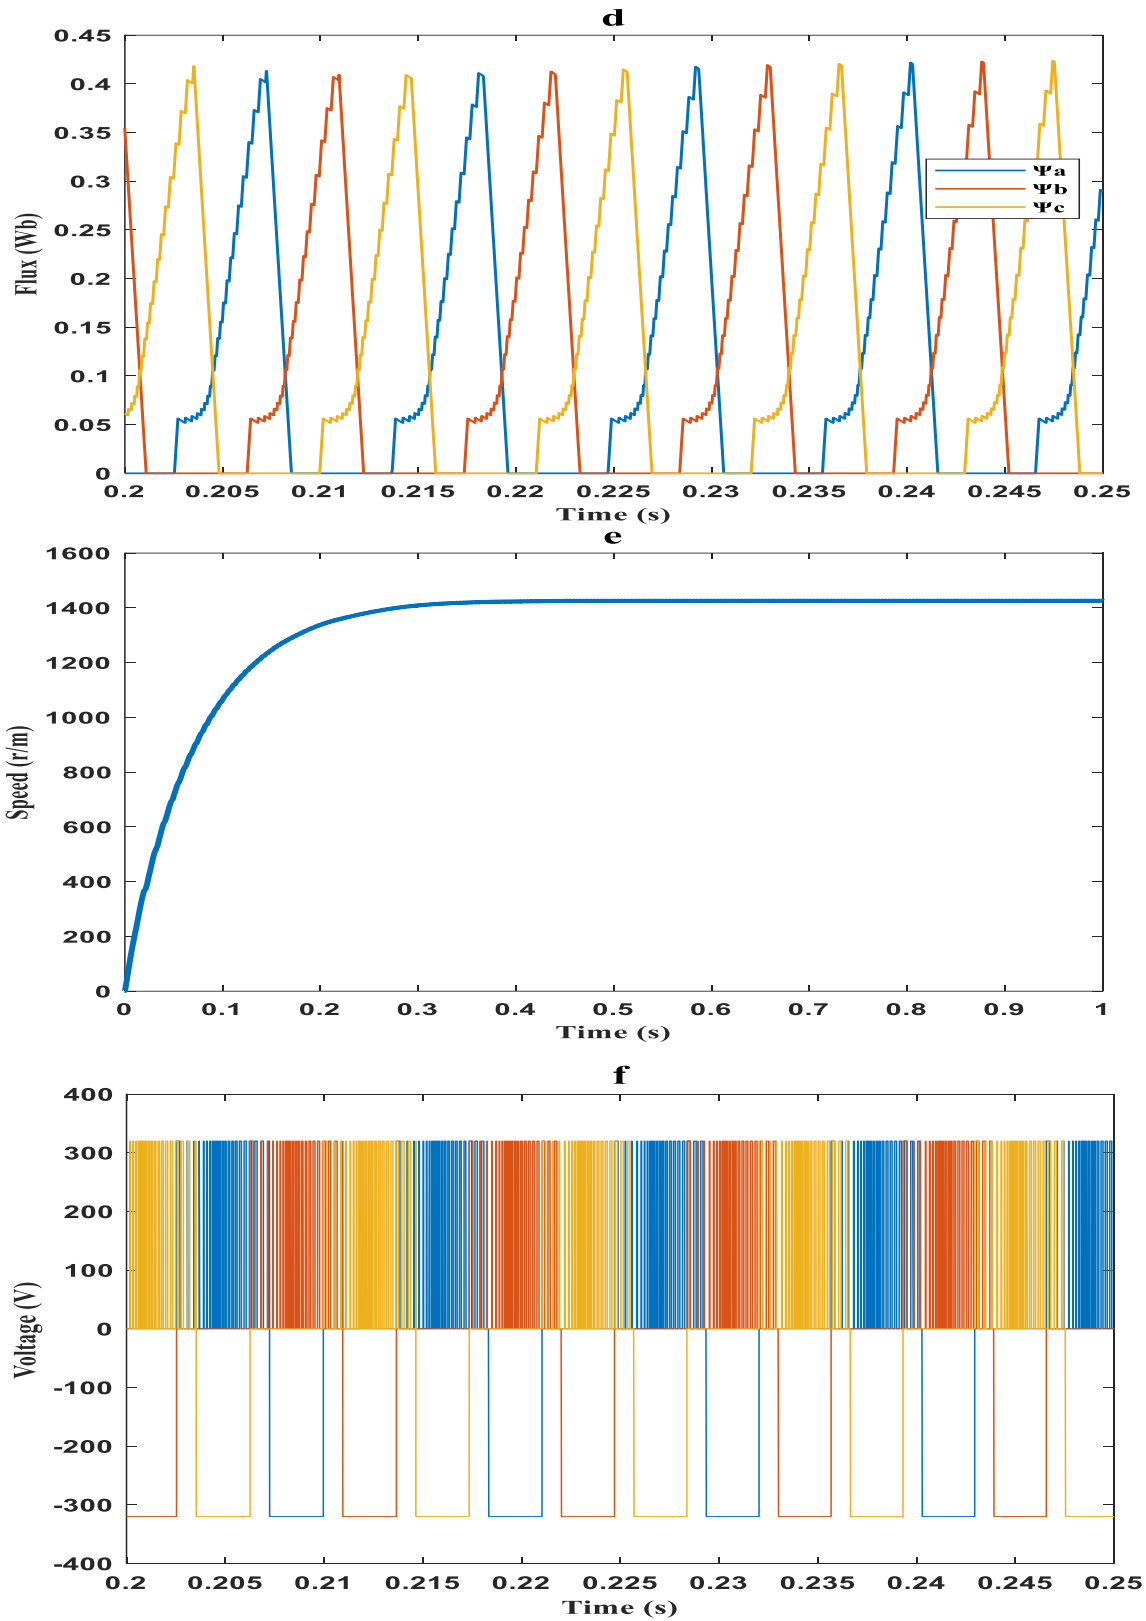 d
0.45
0.4
0.35
0.3
0.25
0.2
0.15
0.1
0.05
0
Flux (Wb)
Ψa
Ψb
Ψc
0.2 0.205 0.21 0.215 0.22 0.225 0.23 0.235 0.24 0.245 0.25
Time (s)
e
1600
1400
1200
1000
800
600
400
200
0
Speed (r/m)
0 0.1 0.2 0.3 0.4 0.5 0.6 0.7 0.8 0.9 1
Time (s)
f
400
300
200
100
0
-100
-200
-300
-400
Voltage (V)
0.2 0.205 0.21 0.215 0.22 0.225 0.23 0.235 0.24 0.245 0.25
Time (s)